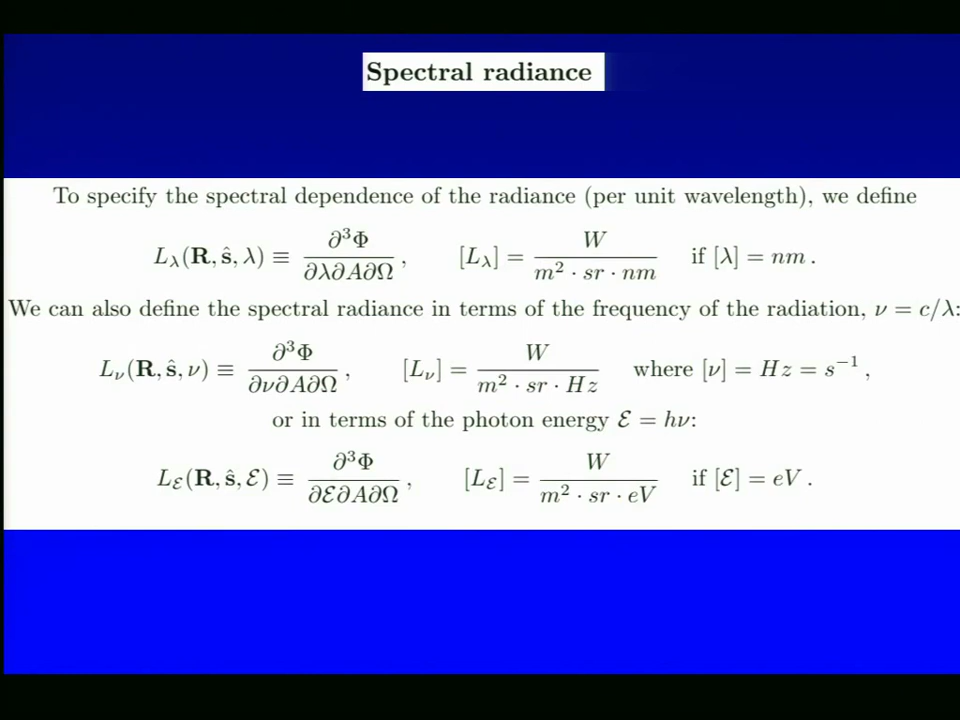 Spectral radiance
To specify the spectral dependence of the radiance (per unit wavelength), we define
L_λ(R, ŝ, λ) ≡ ∂³Φ / ∂λ∂A∂Ω , [L_λ] = W / m² · sr · nm if [λ] = nm .
We can also define the spectral radiance in terms of the frequency of the radiation, ν = c/λ:
L_ν(R, ŝ, ν) ≡ ∂³Φ / ∂ν∂A∂Ω , [L_ν] = W / m² · sr · Hz where [ν] = Hz = s⁻¹ ,
or in terms of the photon energy ℰ = hν:
L_ℰ(R, ŝ, ℰ) ≡ ∂³Φ / ∂ℰ∂A∂Ω , [L_ℰ] = W / m² · sr · eV if [ℰ] = eV .